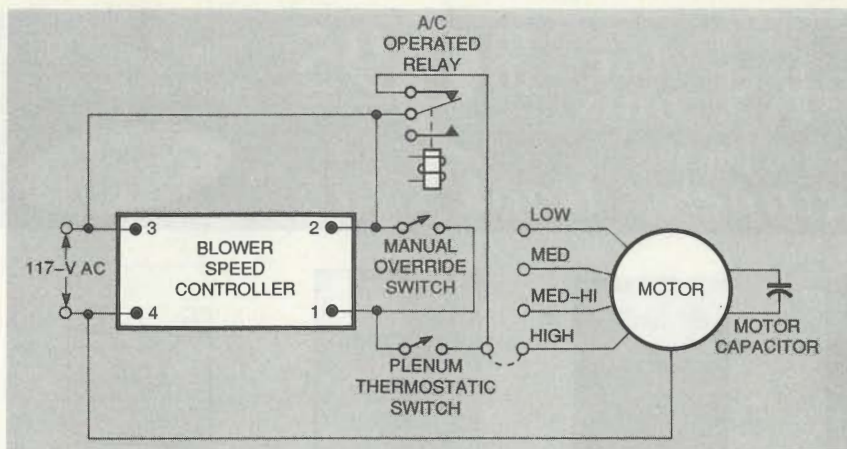 A/C
OPERATED
RELAY
3
2
BLOWER
SPEED
CONTROLLER
117–V AC
4
1
MANUAL
OVERRIDE
SWITCH
PLENUM
THERMOSTATIC
SWITCH
LOW
MED
MED-HI
HIGH
MOTOR
MOTOR
CAPACITOR